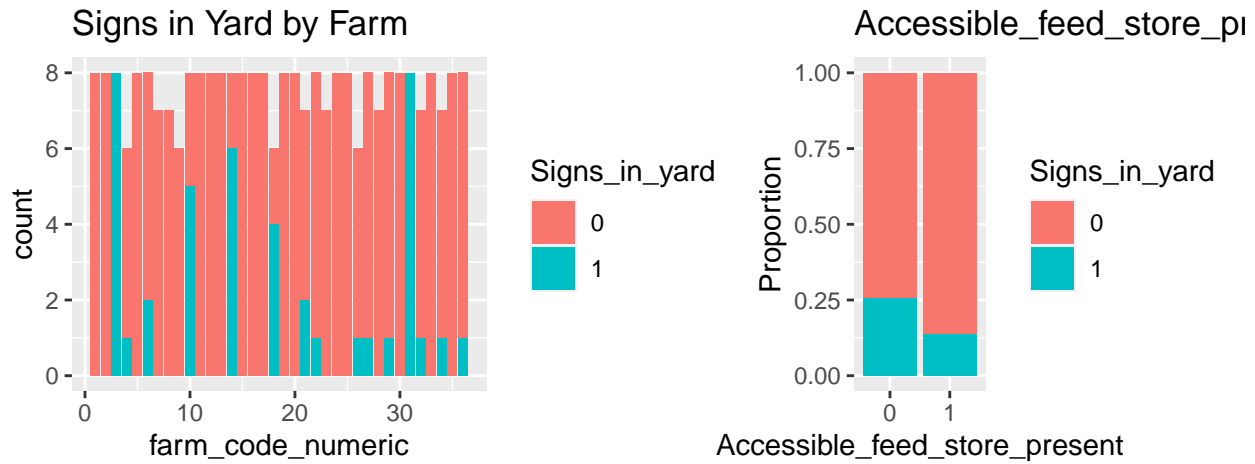 Signs in Yard by Farm
8
6
4
2
0
count
0
10
20
30
farm_code_numeric
Signs_in_yard
0
1
Accessible_feed_store_pr
1.00
0.75
0.50
0.25
0.00
Proportion
0
1
Accessible_feed_store_present
Signs_in_yard
0
1